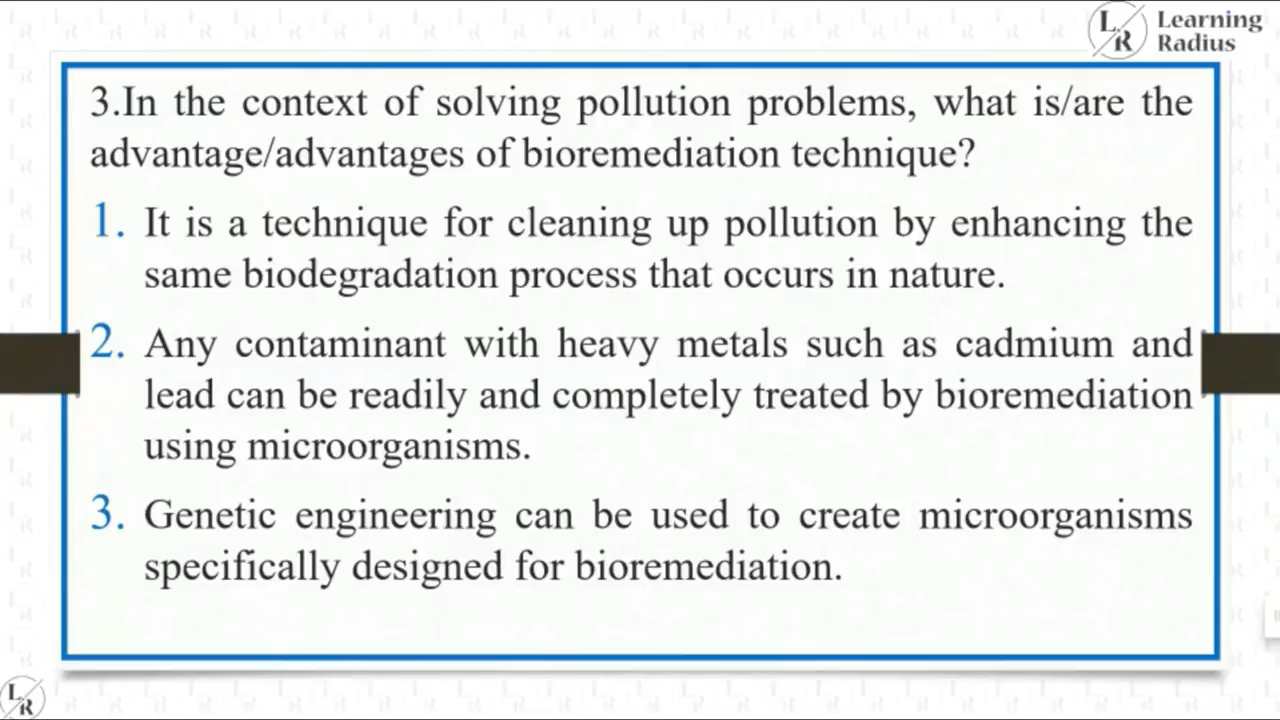 Learning
Radius
3.In the context of solving pollution problems, what is/are the
advantage/advantages of bioremediation technique?
1. It is a technique for cleaning up pollution by enhancing the
same biodegradation process that occurs in nature.
2. Any contaminant with heavy metals such as cadmium and
lead can be readily and completely treated by bioremediation
using microorganisms.
3. Genetic engineering can be used to create microorganisms
specifically designed for bioremediation.
L
R